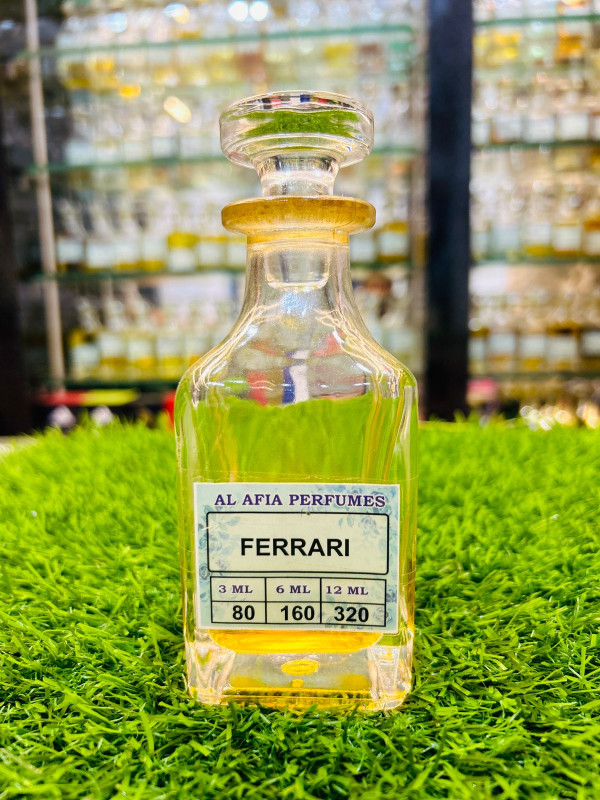 AL AFIA PERFUMES
FERRARI
3 ML 6 ML 12 ML
80 160 320